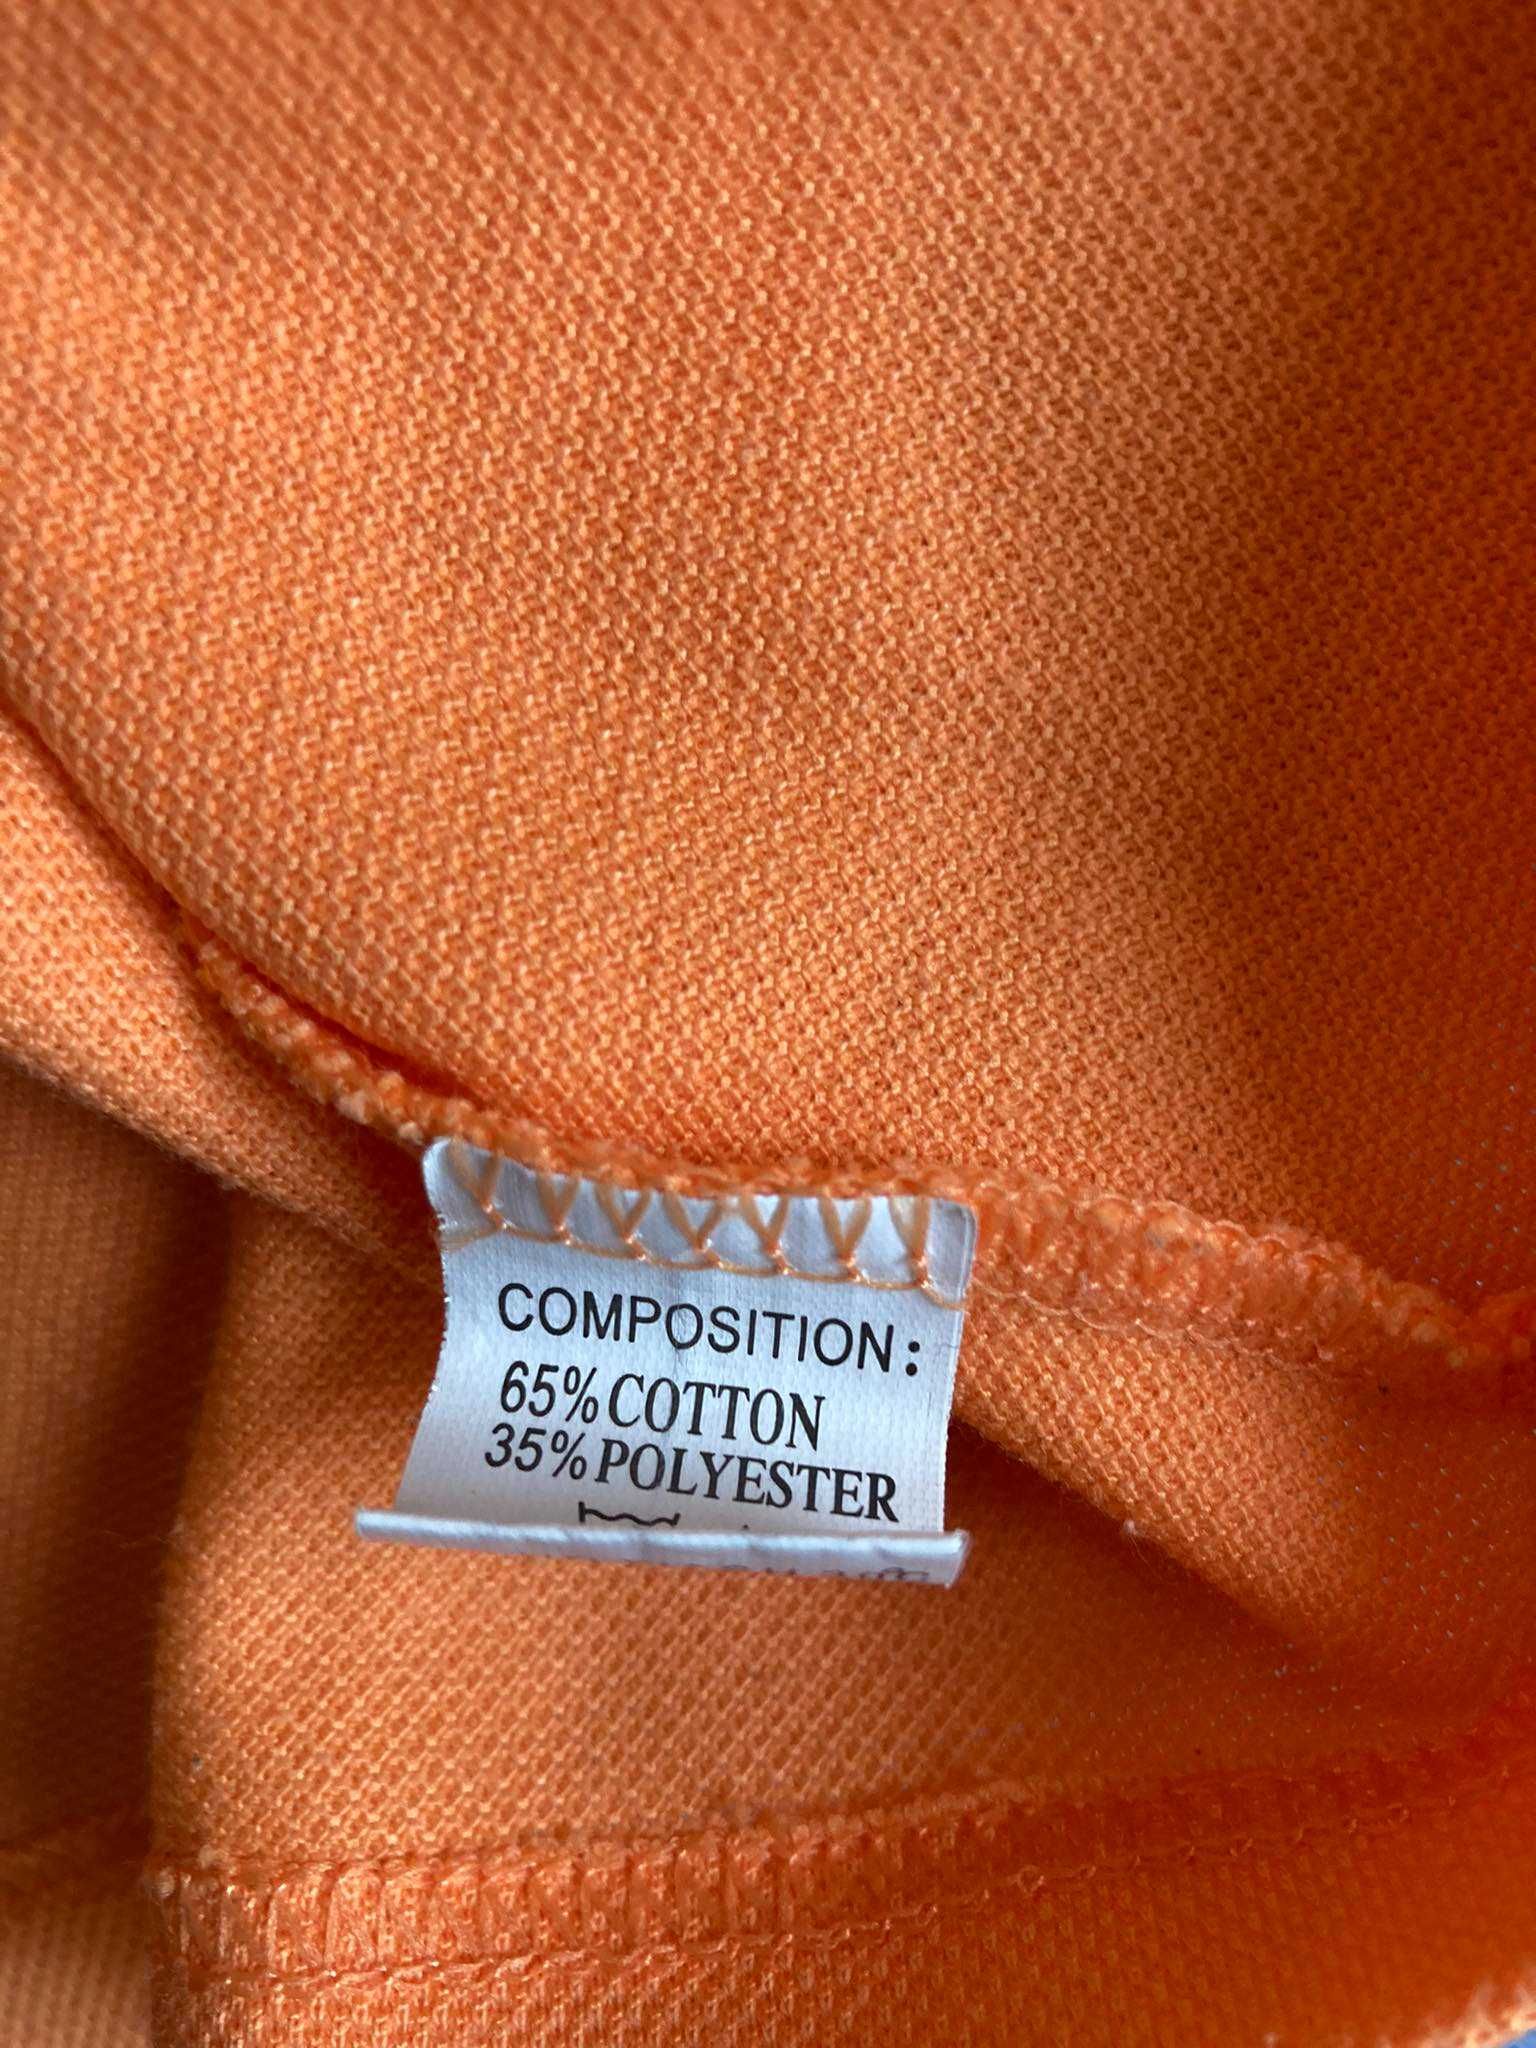 COMPOSITION:
65% COTTON
35% POLYESTER